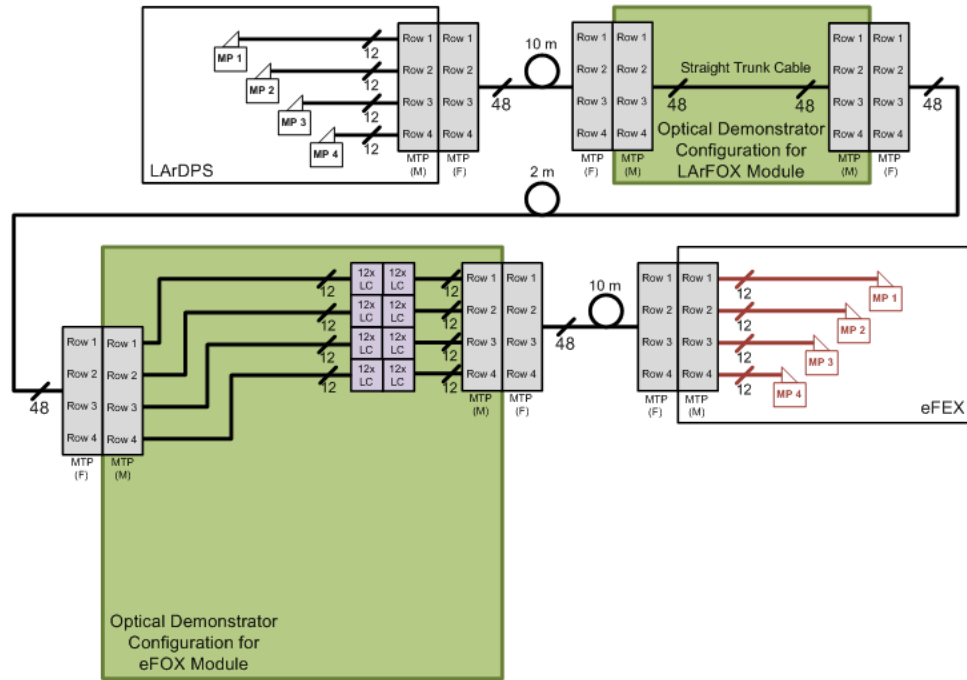 MP 1
MP 2
MP 3
MP 4
12
12
12
12
Row 1
Row 2
Row 3
Row 4
MTP
(M)
Row 1
Row 2
Row 3
Row 4
MTP
(F)
LArDPS
48
10 m
Row 1
Row 2
Row 3
Row 4
MTP
(F)
Row 1
Row 2
Row 3
Row 4
MTP
(M)
Straight Trunk Cable
48
48
Optical Demonstrator
Configuration for
LArFOX Module
Row 1
Row 2
Row 3
Row 4
MTP
(M)
Row 1
Row 2
Row 3
Row 4
MTP
(F)
48
2 m
48
Row 1
Row 2
Row 3
Row 4
MTP
(F)
Row 1
Row 2
Row 3
Row 4
MTP
(M)
12
12
12
12
12x
LC
12x
LC
12x
LC
12x
LC
12x
LC
12x
LC
12x
LC
12x
LC
12
12
12
12
Row 1
Row 2
Row 3
Row 4
MTP
(M)
Row 1
Row 2
Row 3
Row 4
MTP
(F)
Optical Demonstrator
Configuration for
eFOX Module
48
10 m
Row 1
Row 2
Row 3
Row 4
MTP
(F)
Row 1
Row 2
Row 3
Row 4
MTP
(M)
12
12
12
12
MP 1
MP 2
MP 3
MP 4
eFEX